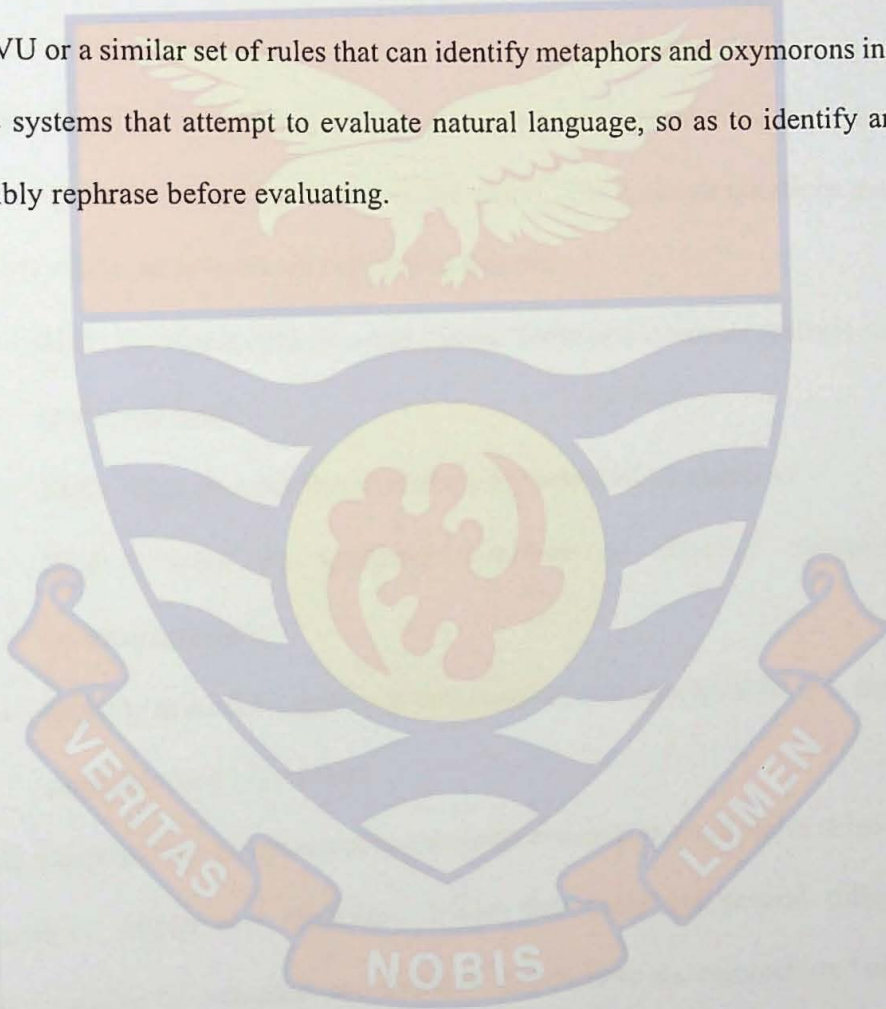 VU or a similar set of rules that can identify metaphors and oxymorons in
systems that attempt to evaluate natural language, so as to identify
bly rephrase before evaluating.
VERITAS
NOBIS
LUMEN